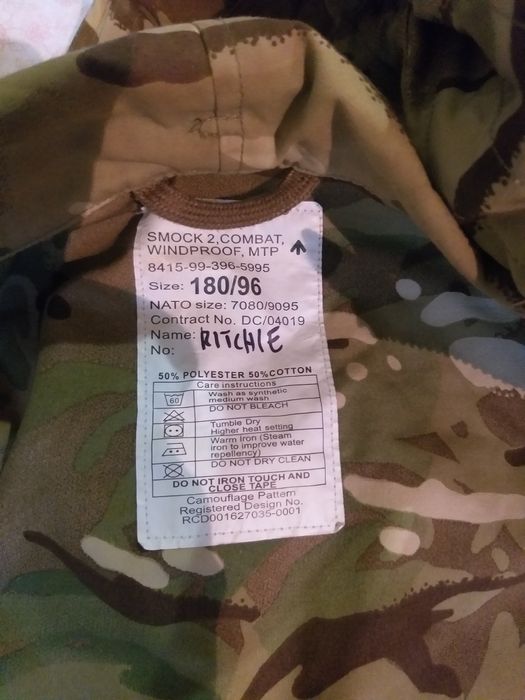 SMOCK 2,COMBAT,
WINDPROOF, MTP
8415-99-396-5995
Size: 180/96
NATO size: 7080/9095
Contract No. DC/04019
Name: RITCHIE
No:
50% POLYESTER 50%COTTON
Care instructions
60
Wash as synthetic
medium wash
DO NOT BLEACH
Tumble Dry
Higher heat setting
Warm Iron (Steam
iron to improve water
repellency)
DO NOT DRY CLEAN
DO NOT IRON TOUCH AND
CLOSE TAPE
Camouflage Pattern
Registered Design No.
RCD001627035-0001